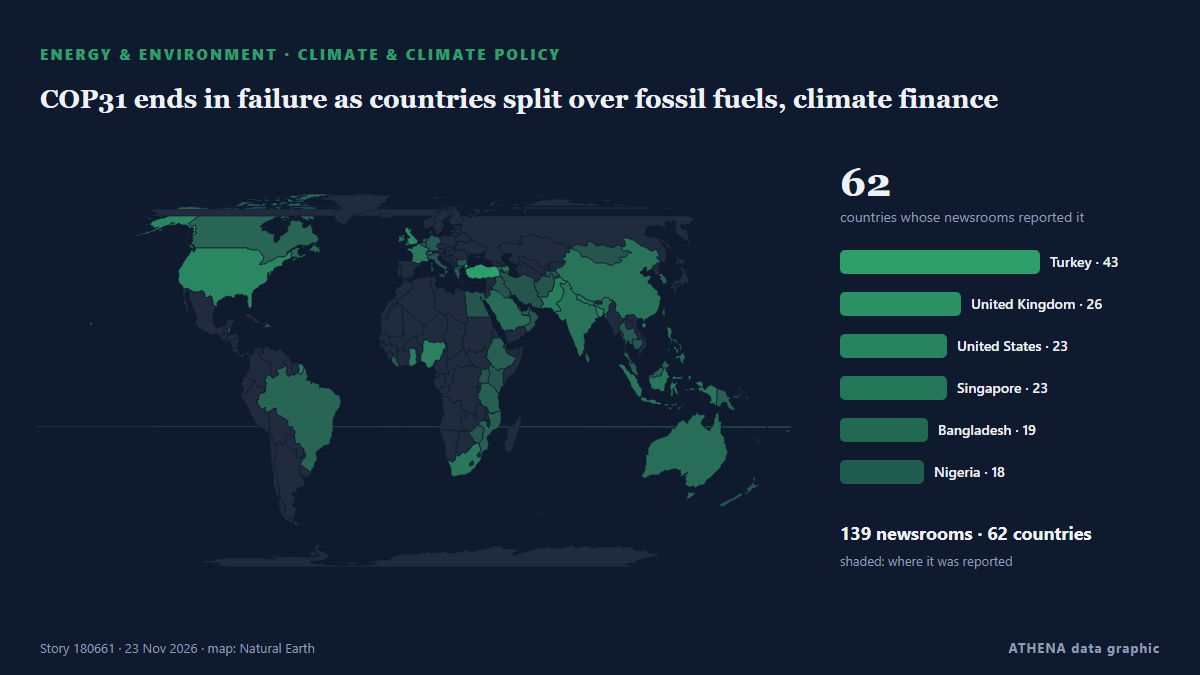 ENERGY & ENVIRONMENT · CLIMATE & CLIMATE POLICY
COP31 ends in failure as countries split over fossil fuels, climate finance
62
countries whose newsrooms reported it
Turkey · 43
United Kingdom · 26
United States · 23
Singapore · 23
Bangladesh · 19
Nigeria · 18
139 newsrooms · 62 countries
shaded: where it was reported
Story 180661 · 23 Nov 2026 · map: Natural Earth
ATHENA data graphic